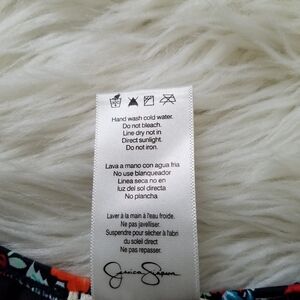 Hand wash cold water.
Do not bleach.
Line dry not in
Direct sunlight.
Do not iron.
Lava a mano con agua fria
No use blanqueador
Linea seca no en
luz del sol directa
No plancha
Laver à la main à l'eau froide.
Ne pas javelliser.
Suspendre pour sécher à l'abri
du soleil direct
Ne pas repasser.